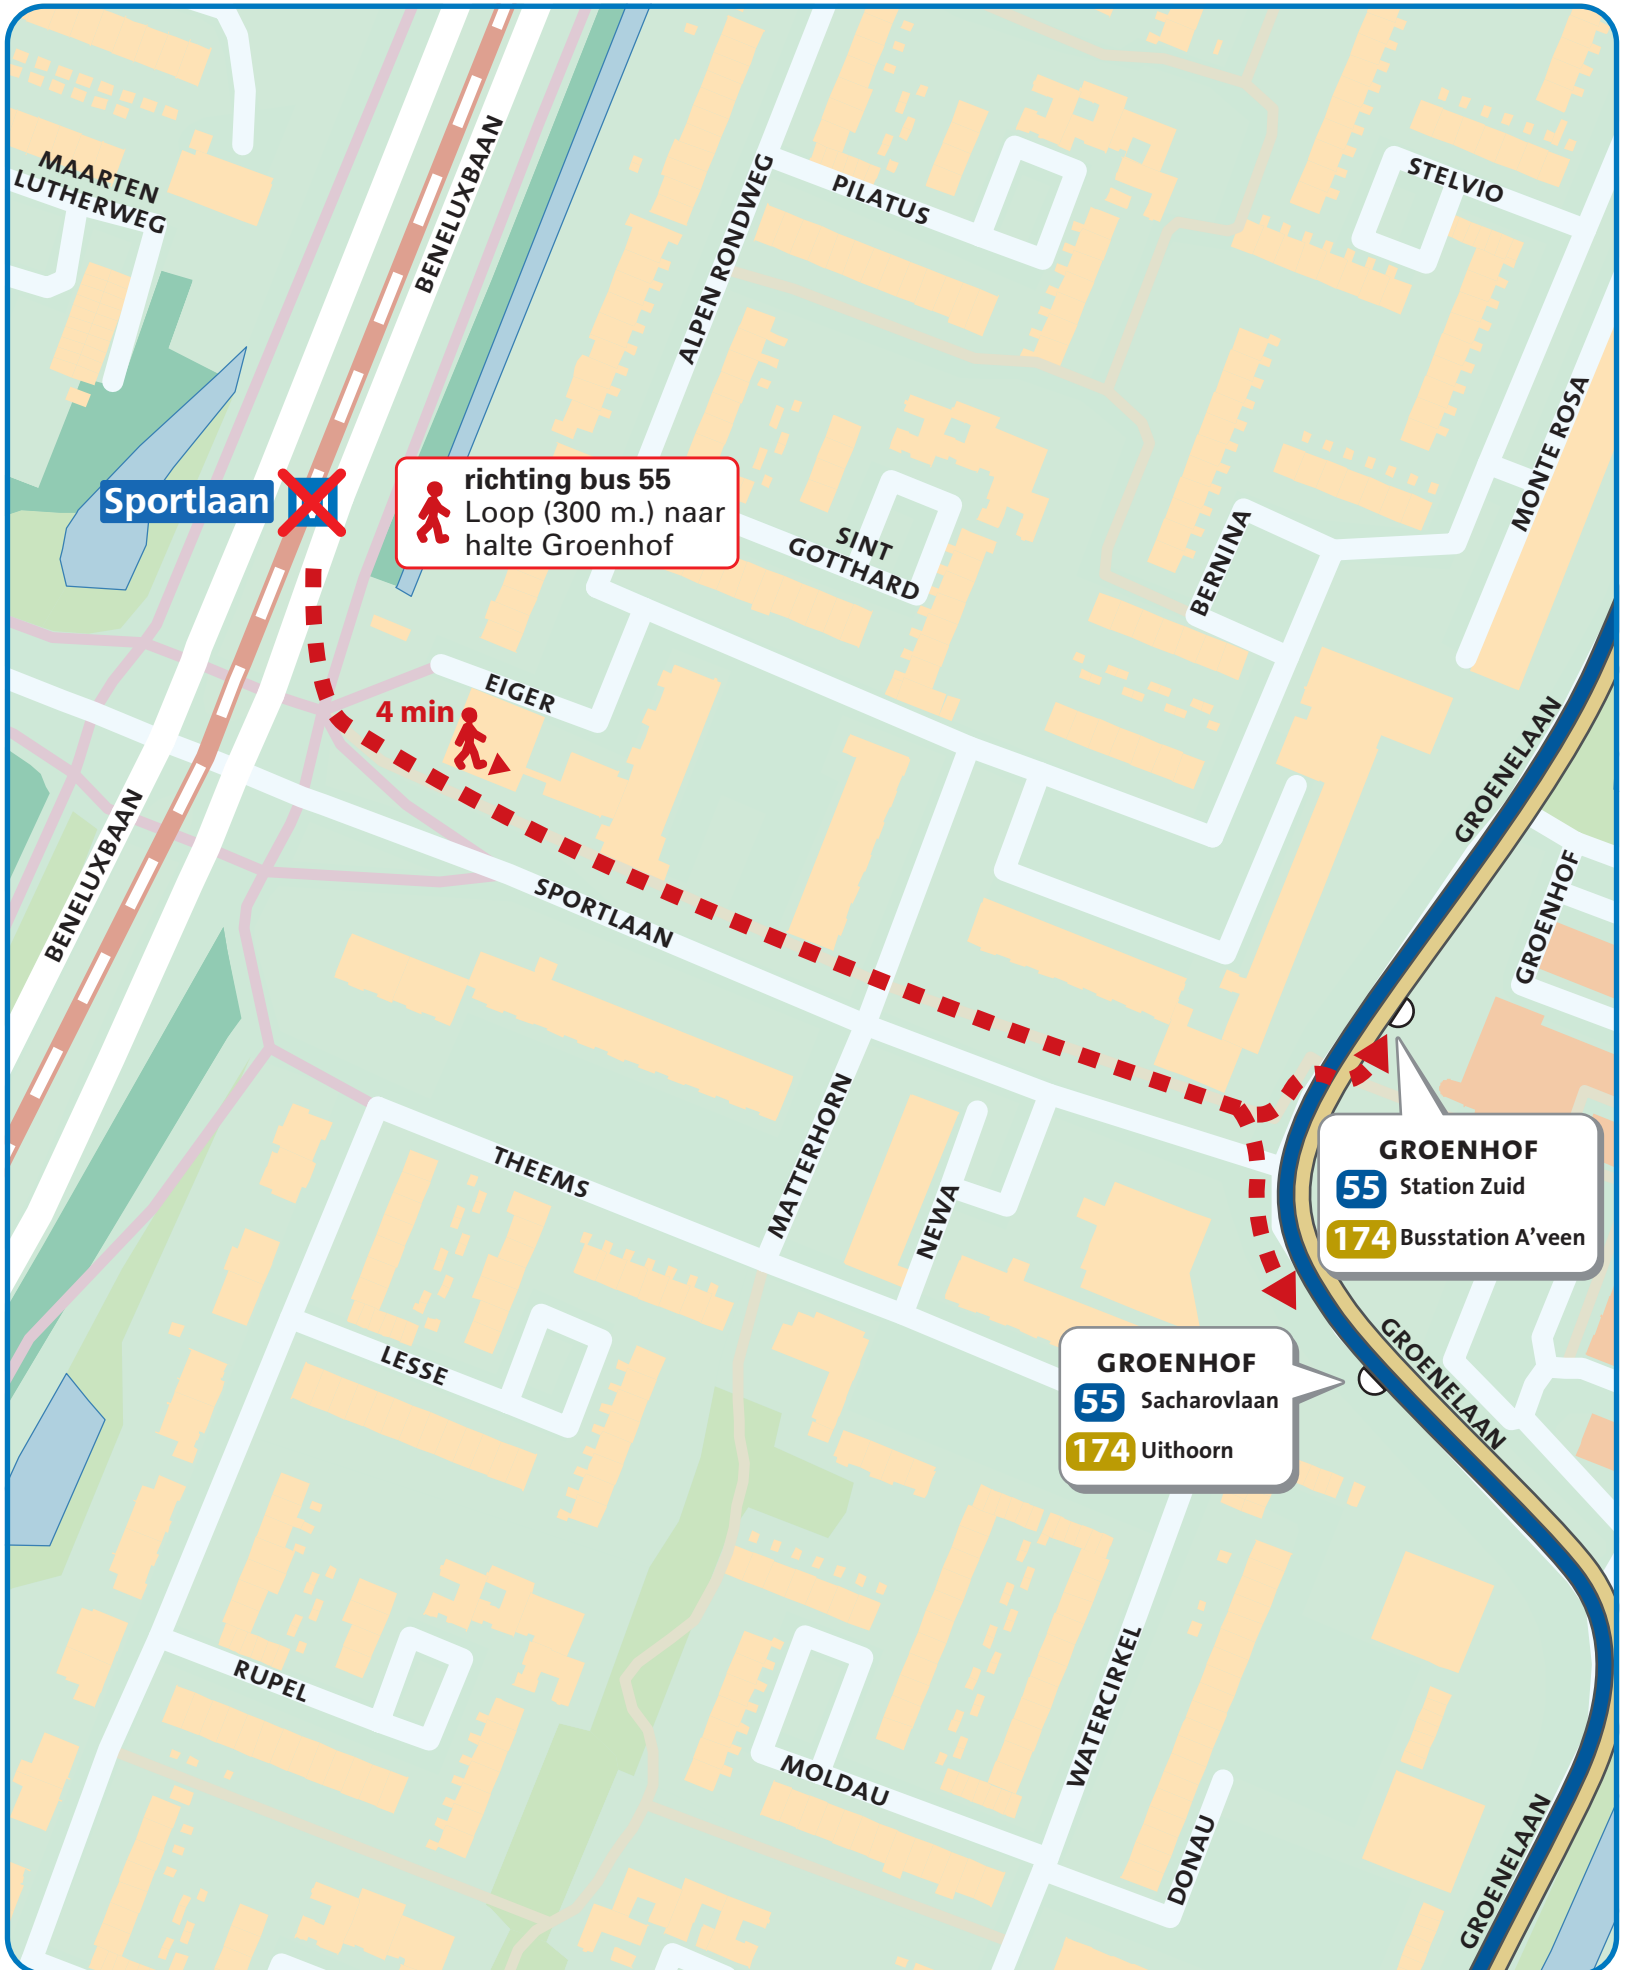 MAARTEN
LUTHERWEG
BENELUXBAAN
ALPEN RONDWEG
PILATUS
STELVIO
MONTE ROSA
Sportlaan
richting bus 55
Loop (300 m.) naar
halte Groenhof
SINT
GOTTHARD
BERNINA
EIGER
4 min
GROENELAAN
GROENHOF
BENELUXBAAN
SPORTLAAN
MATTERHORN
THEEMS
NEWA
GROENHOF
55 Station Zuid
174 Busstation A'veen
GROENELAAN
GROENHOF
55 Sacharovlaan
174 Uithoorn
LESSE
RUPEL
WATERCIRKEL
MOLDAU
DONAU
GROENELAAN